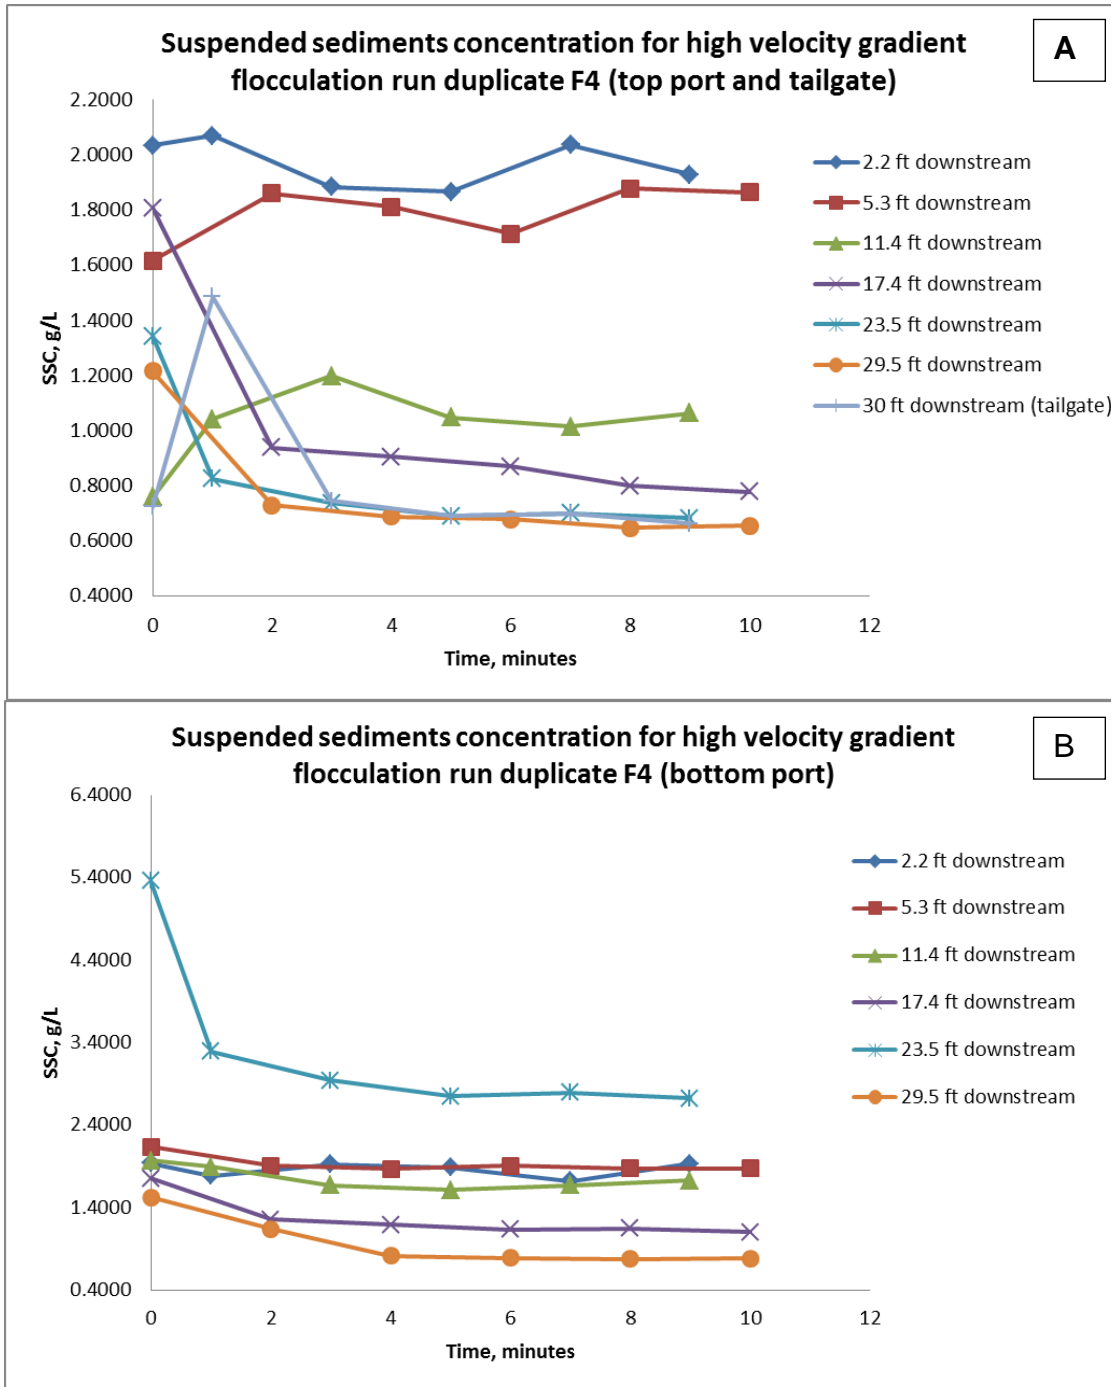 Suspended sediments concentration for high velocity gradient
flocculation run duplicate F4 (top port and tailgate)
A
2.2000
2.0000
1.8000
1.6000
1.4000
1.2000
1.0000
0.8000
0.6000
0.4000
SSC, g/L
0 2 4 6 8 10 12
Time, minutes
2.2 ft downstream
5.3 ft downstream
11.4 ft downstream
17.4 ft downstream
23.5 ft downstream
29.5 ft downstream
30 ft downstream (tailgate)
Suspended sediments concentration for high velocity gradient
flocculation run duplicate F4 (bottom port)
B
6.4000
5.4000
4.4000
3.4000
2.4000
1.4000
0.4000
SSC, g/L
0 2 4 6 8 10 12
Time, minutes
2.2 ft downstream
5.3 ft downstream
11.4 ft downstream
17.4 ft downstream
23.5 ft downstream
29.5 ft downstream